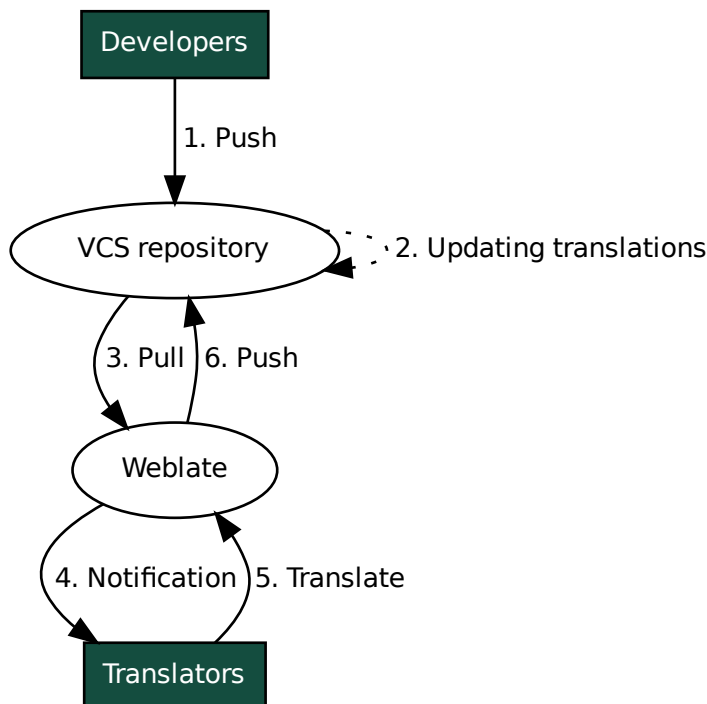 Developers
1. Push
VCS repository
2. Updating translations
3. Pull
6. Push
Weblate
4. Notification
5. Translate
Translators